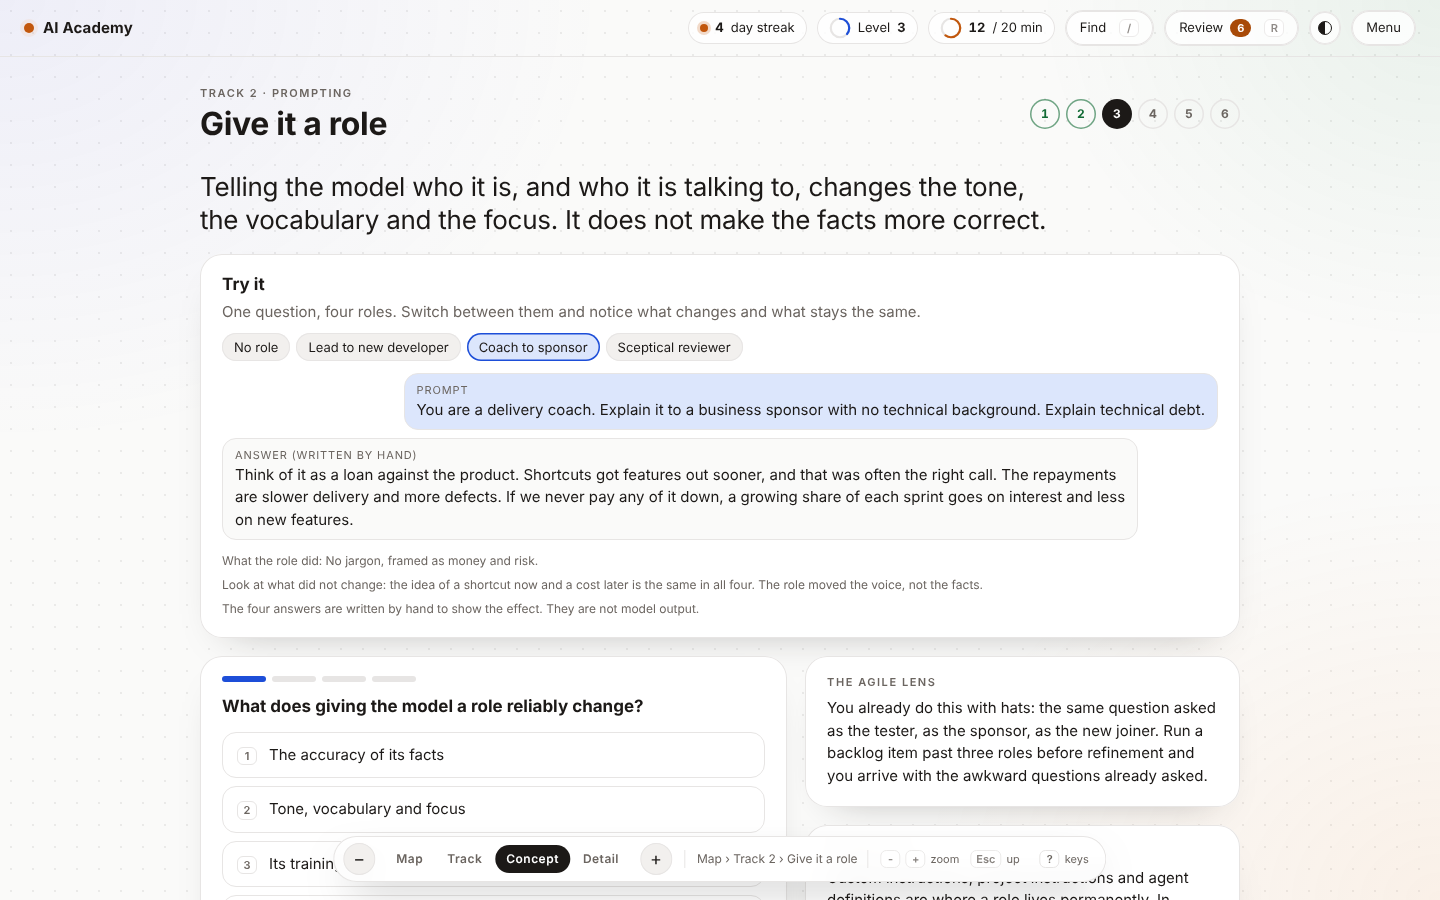 AI Academy
4 day streak
Level 3
12 / 20 min
Find /
Review 6 R
Menu
TRACK 2 · PROMPTING
Give it a role
1 2 3 4 5 6
Telling the model who it is, and who it is talking to, changes the tone,
the vocabulary and the focus. It does not make the facts more correct.
Try it
One question, four roles. Switch between them and notice what changes and what stays the same.
No role
Lead to new developer
Coach to sponsor
Sceptical reviewer
PROMPT
You are a delivery coach. Explain it to a business sponsor with no technical background. Explain technical debt.
ANSWER (WRITTEN BY HAND)
Think of it as a loan against the product. Shortcuts got features out sooner, and that was often the right call. The repayments
are slower delivery and more defects. If we never pay any of it down, a growing share of each sprint goes on interest and less
on new features.
What the role did: No jargon, framed as money and risk.
Look at what did not change: the idea of a shortcut now and a cost later is the same in all four. The role moved the voice, not the facts.
The four answers are written by hand to show the effect. They are not model output.
What does giving the model a role reliably change?
1 The accuracy of its facts
2 Tone, vocabulary and focus
3 Its
THE AGILE LENS
You already do this with hats: the same question asked
as the tester, as the sponsor, as the new joiner. Run a
backlog item past three roles before refinement and
you arrive with the awkward questions already asked.
and agent
− Map Track Concept Detail +
Map › Track 2 › Give it a role
- + zoom
Esc up
? keys